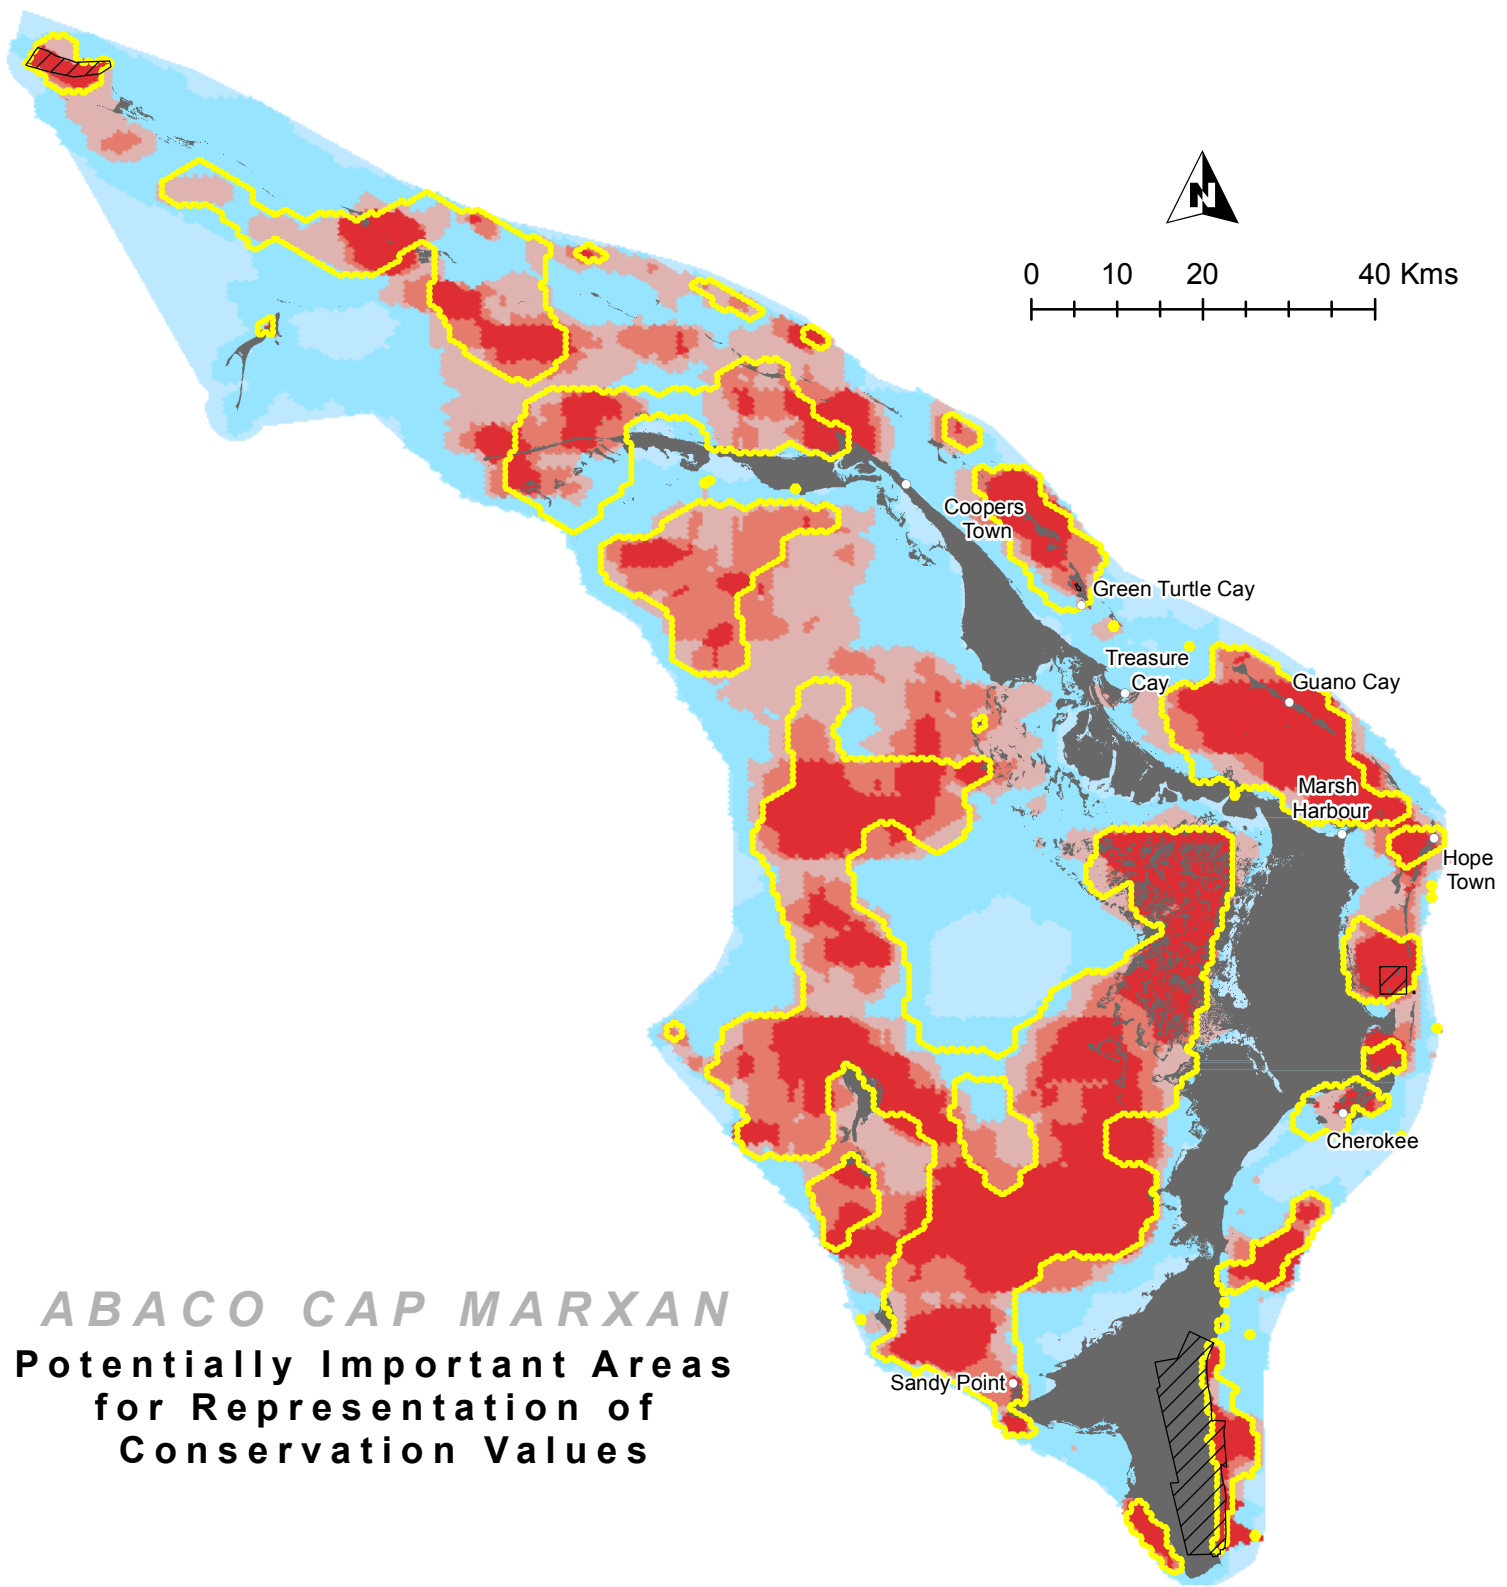 N
0 10 20 40 Kms
Coopers
Town
Green Turtle Cay
Treasure
Cay
Guano Cay
Marsh
Harbour
Hope
Town
Cherokee
Sandy Point
ABACO CAP MARXAN
Potentially Important Areas
for Representation of
Conservation Values